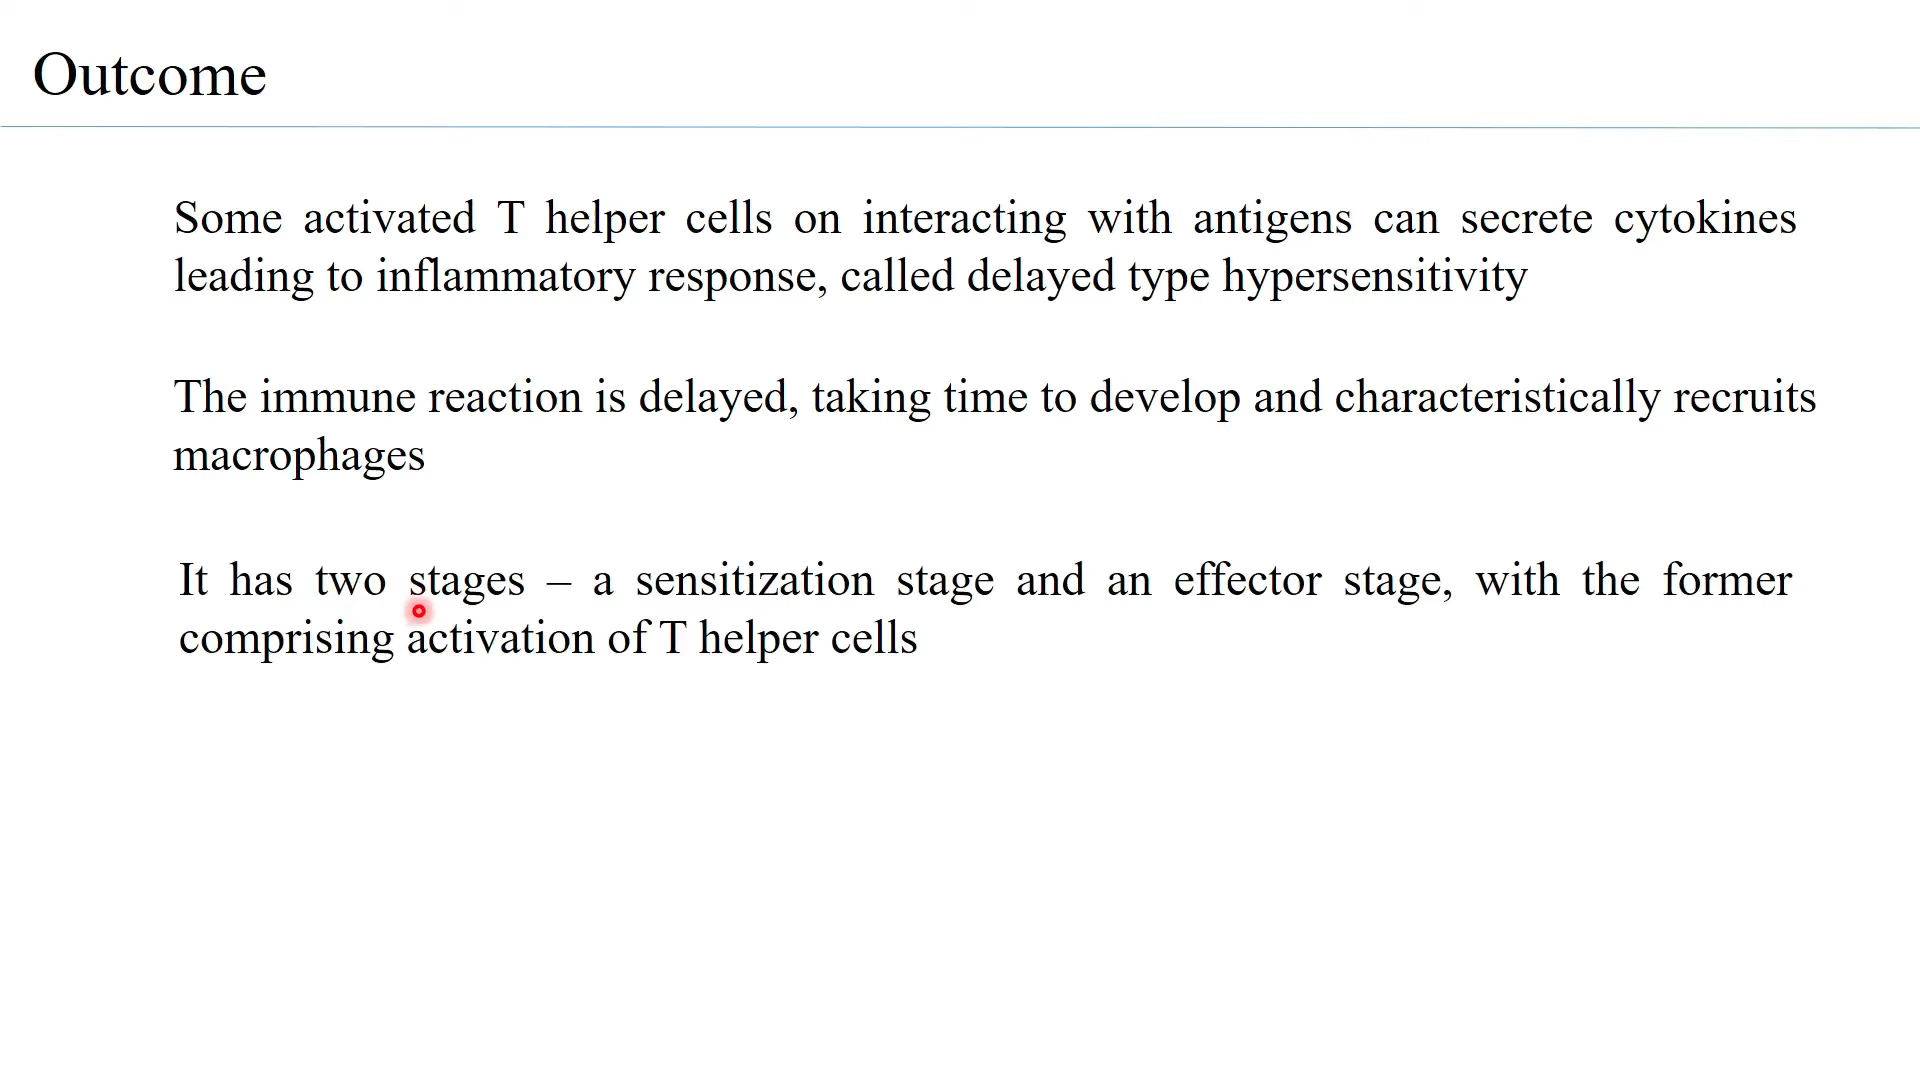 Outcome
Some activated T helper cells on interacting with antigens can secrete cytokines
leading to inflammatory response, called delayed type hypersensitivity
The immune reaction is delayed, taking time to develop and characteristically recruits
macrophages
It has two stages – a sensitization stage and an effector stage, with the former
comprising activation of T helper cells